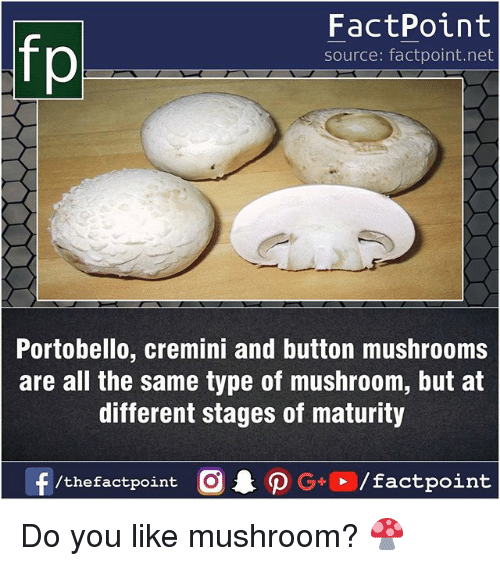 fp
FactPoint
source: factpoint.net
Portobello, cremini and button mushrooms
are all the same type of mushroom, but at
different stages of maturity
f/thefactpoint G+ /factpoint
Do you like mushroom? 🍄